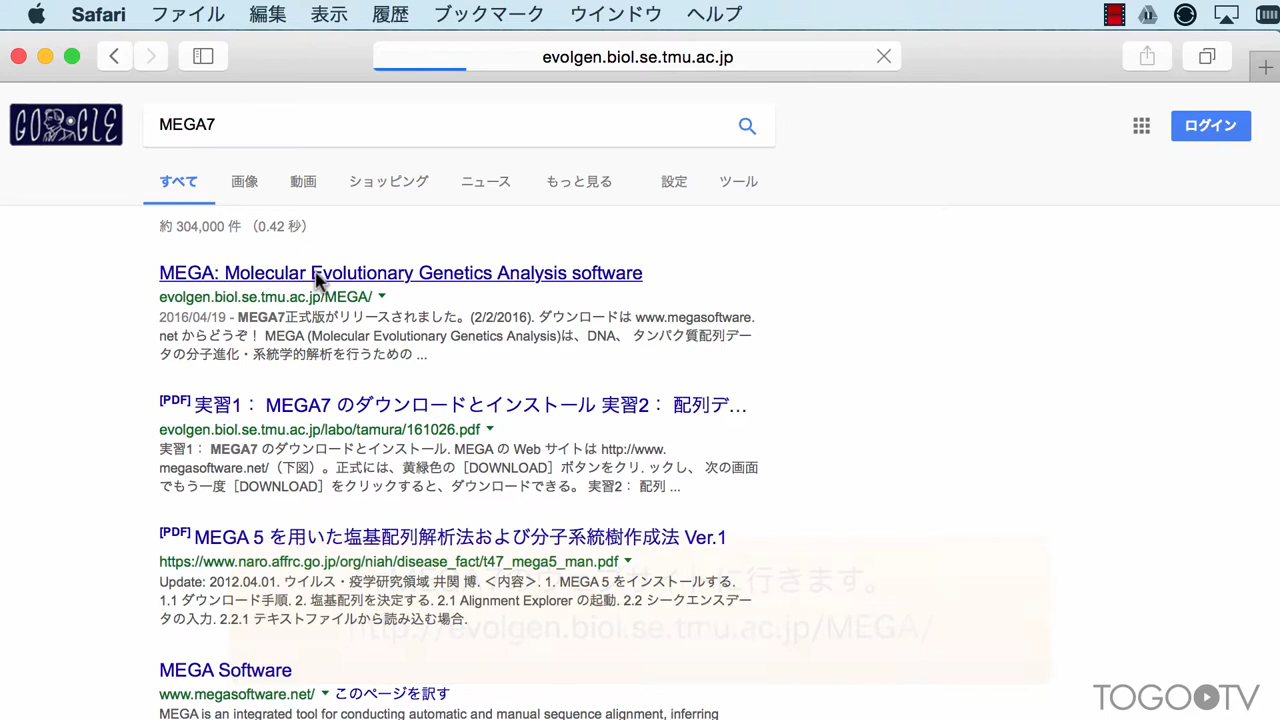 Safari ファイル 編集 表示 履歴 ブックマーク ウインドウ ヘルプ
evolgen.biol.se.tmu.ac.jp
GOOGLE
MEGA7
ログイン
すべて 画像 動画 ショッピング ニュース もっと見る 設定 ツール
約 304,000 件 （0.42 秒）
MEGA: Molecular Evolutionary Genetics Analysis software
evolgen.biol.se.tmu.ac.jp/MEGA/
2016/04/19 - MEGA7正式版がリリースされました。(2/2/2016). ダウンロードは www.megasoftware.
net からどうぞ！ MEGA (Molecular Evolutionary Genetics Analysis)は、DNA、 タンパク質配列デー
タの分子進化・系統学的解析を行うための ...
[PDF] 実習1： MEGA7 のダウンロードとインストール 実習2： 配列デ...
evolgen.biol.se.tmu.ac.jp/labo/tamura/161026.pdf
実習1： MEGA7 のダウンロードとインストール. MEGA の Web サイトは http://www.
megasoftware.net/（下図）。正式には、黄緑色の［DOWNLOAD］ボタンをクリ. ックし、 次の画面
でもう一度［DOWNLOAD］をクリックすると、ダウンロードできる。 実習2： 配列 ...
[PDF] MEGA 5 を用いた塩基配列解析法および分子系統樹作成法 Ver.1
https://www.naro.affrc.go.jp/org/niah/disease_fact/t47_mega5_man.pdf
Update: 2012.04.01. ウイルス・疫学研究領域 井関 博. ＜内容＞. 1. MEGA 5 をインストールする.
1.1 ダウンロード手順. 2. 塩基配列を決定する. 2.1 Alignment Explorer の起動. 2.2 シークエンスデー
タの入力. 2.2.1 テキストファイルから読み込む場合.
に行きます。
http://evolgen.biol.se.tmu.ac.jp/MEGA/
MEGA Software
www.megasoftware.net/ このページを訳す
MEGA is an integrated tool for conducting automatic and manual sequence alignment, inferring
TOGO TV